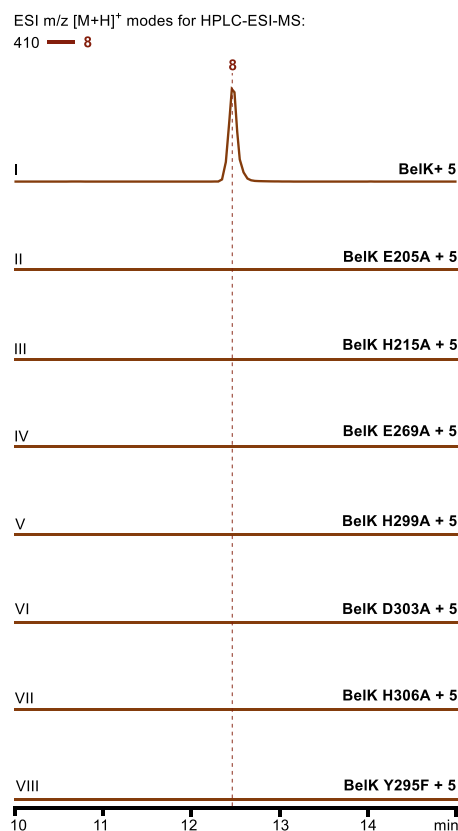 ESI m/z [M+H]+ modes for HPLC-ESI-MS:
410 8
8
I BelK+ 5
II BelK E205A + 5
III BelK H215A + 5
IV BelK E269A + 5
V BelK H299A + 5
VI BelK D303A + 5
VII BelK H306A + 5
VIII BelK Y295F + 5
10 11 12 13 14 min